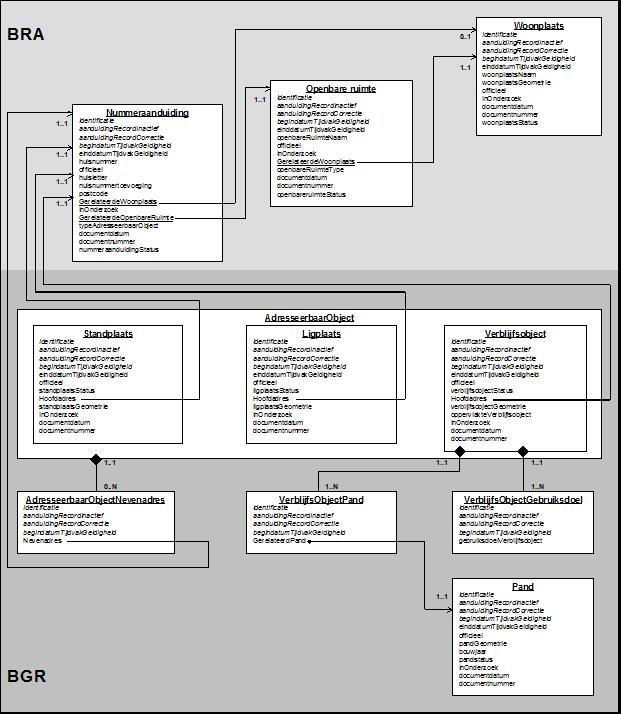 BRA
Woonplaats
Identificatie
aanduidingRecordInactief
aanduidingRecordCorrectie
begindatumTijdvakGeldigheid
einddatumTijdvakGeldigheid
woonplaatsNaam
woonplaatsGeometrie
officieel
inOnderzoek
documentdatum
documentnummer
woonplaatsStatus
0..1
1..1
Openbare ruimte
Identificatie
aanduidingRecordInactief
aanduidingRecordCorrectie
begindatumTijdvakGeldigheid
einddatumTijdvakGeldigheid
openbareRuimteNaam
officieel
inOnderzoek
GerelateerdeWoonplaats
openbareRuimteType
documentdatum
documentnummer
openbareruimteStatus
1..1
Nummeraanduiding
Identificatie
aanduidingRecordInactief
aanduidingRecordCorrectie
begindatumTijdvakGeldigheid
einddatumTijdvakGeldigheid
huisnummer
officieel
huisletter
huisnummertoevoeging
postcode
GerelateerdeWoonplaats
inOnderzoek
GerelateerdeOpenbareRuimte
typeAdresseerbaarObject
documentdatum
documentnummer
nummeraanduidingStatus
1..1
1..1
1..1
1..1
AdresseerbaarObject
Standplaats
Identificatie
aanduidingRecordInactief
aanduidingRecordCorrectie
begindatumTijdvakGeldigheid
einddatumTijdvakGeldigheid
officieel
standplaatsStatus
Hoofdadres
standplaatsGeometrie
inOnderzoek
documentdatum
documentnummer
Ligplaats
Identificatie
aanduidingRecordInactief
aanduidingRecordCorrectie
begindatumTijdvakGeldigheid
einddatumTijdvakGeldigheid
officieel
ligplaatsStatus
Hoofdadres
ligplaatsGeometrie
inOnderzoek
documentdatum
documentnummer
Verblijfsobject
Identificatie
aanduidingRecordInactief
aanduidingRecordCorrectie
begindatumTijdvakGeldigheid
einddatumTijdvakGeldigheid
officieel
verblijfsobjectStatus
Hoofdadres
verblijfsobjectGeometrie
oppervlakteVerblijfsobject
inOnderzoek
documentdatum
documentnummer
1..1
0..N
1..1
1..N
1..1
1..N
AdresseerbaarObjectNevenadres
Identificatie
aanduidingRecordInactief
aanduidingRecordCorrectie
begindatumTijdvakGeldigheid
Nevenadres
VerblijfsObjectPand
Identificatie
aanduidingRecordInactief
aanduidingRecordCorrectie
begindatumTijdvakGeldigheid
GerelateerdPand
VerblijfsObjectGebruiksdoel
Identificatie
aanduidingRecordInactief
aanduidingRecordCorrectie
begindatumTijdvakGeldigheid
gebruiksdoelVerblijfsobject
1..1
Pand
Identificatie
aanduidingRecordInactief
aanduidingRecordCorrectie
begindatumTijdvakGeldigheid
einddatumTijdvakGeldigheid
officieel
pandGeometrie
bouwjaar
pandstatus
inOnderzoek
documentdatum
documentnummer
BGR